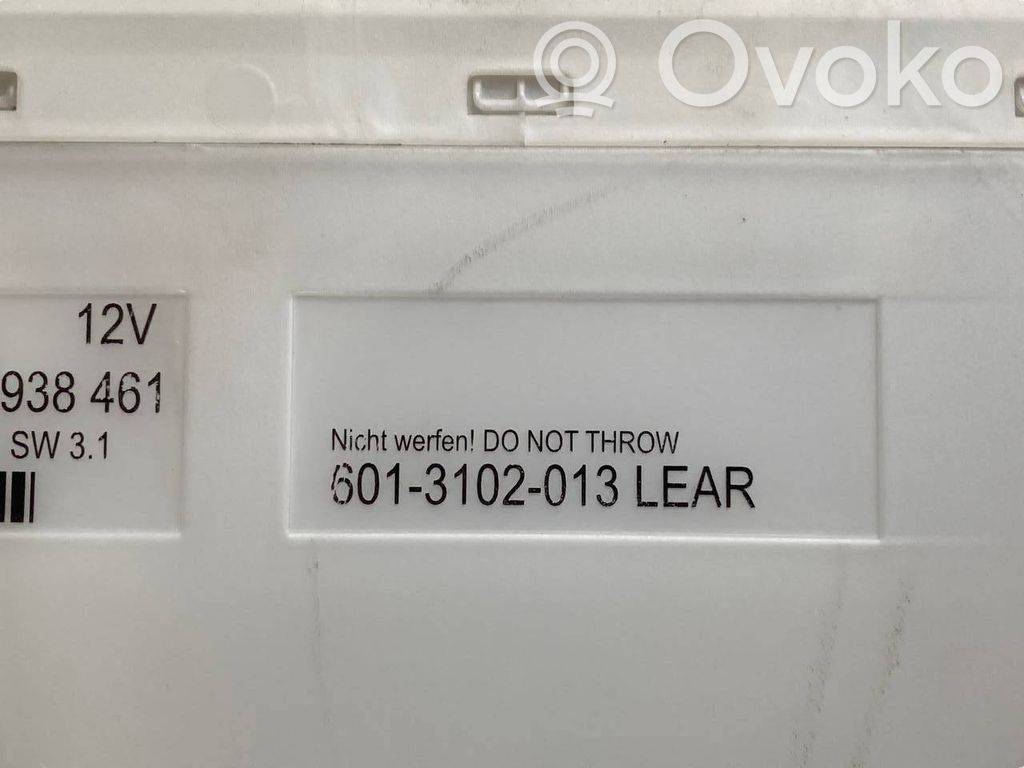 Ovoko
12V
938 461
SW 3.1
Nicht werfen! DO NOT THROW
601-3102-013 LEAR